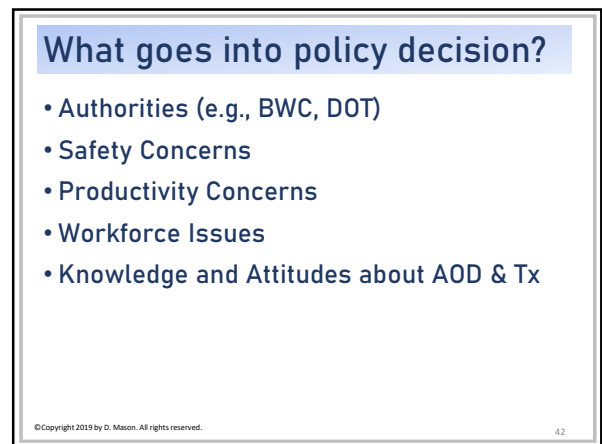 What goes into policy decision?
• Authorities (e.g., BWC, DOT)
• Safety Concerns
• Productivity Concerns
• Workforce Issues
• Knowledge and Attitudes about AOD & Tx
©Copyright 2019 by D. Mason. All rights reserved.
42